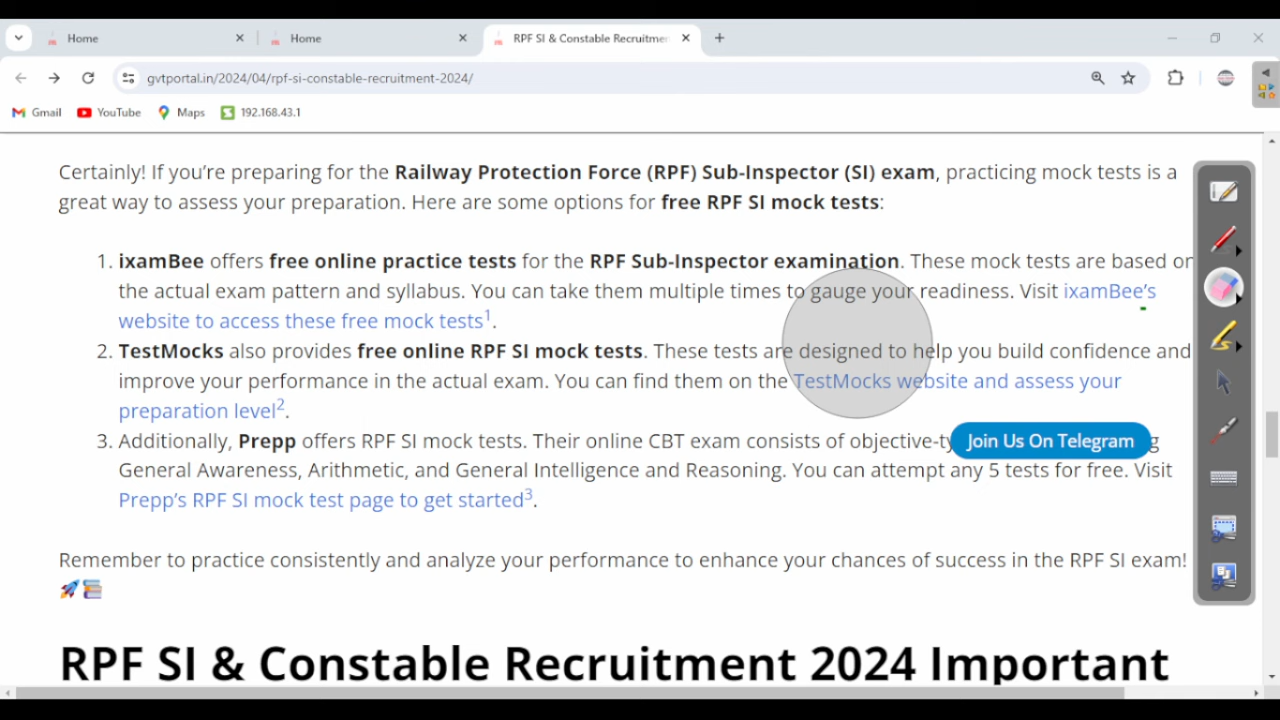 Home
Home
RPF SI & Constable Recruitmen
gvtportal.in/2024/04/rpf-si-constable-recruitment-2024/
Gmail YouTube Maps 192.168.43.1
Certainly! If you're preparing for the Railway Protection Force (RPF) Sub-Inspector (SI) exam, practicing mock tests is a
great way to assess your preparation. Here are some options for free RPF SI mock tests:
1. ixamBee offers free online practice tests for the RPF Sub-Inspector examination. These mock tests are based on
the actual exam pattern and syllabus. You can take them multiple times to gauge your readiness. Visit ixamBee's
website to access these free mock tests1.
2. TestMocks also provides free online RPF SI mock tests. These tests are designed to help you build confidence and
improve your performance in the actual exam. You can find them on the TestMocks website and assess your
preparation level2.
3. Additionally, Prepp offers RPF SI mock tests. Their online CBT exam consists of objective-ty
Join Us On Telegram
General Awareness, Arithmetic, and General Intelligence and Reasoning. You can attempt any 5 tests for free. Visit
Prepp's RPF SI mock test page to get started3.
Remember to practice consistently and analyze your performance to enhance your chances of success in the RPF SI exam!
🚀📚
RPF SI & Constable Recruitment 2024 Important